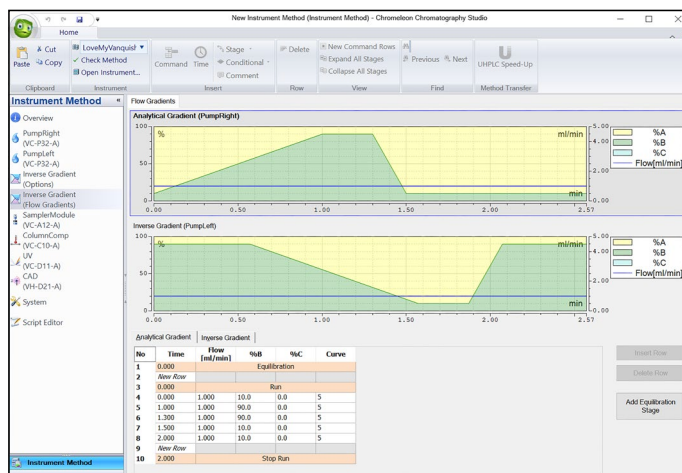 New Instrument Method (Instrument Method) - Chromeleon Chromatography Studio
Home
Paste
Cut
Copy
Clipboard
LoveMyVanquish
Check Method
Open Instrument...
Instrument
Command
Time
Stage
Conditional
Comment
Insert
Delete
Row
New Command Rows
Expand All Stages
Collapse All Stages
View
Previous
Next
Find
UHPLC Speed-Up
Method Transfer
Instrument Method
Overview
PumpRight
(VC-P32-A)
PumpLeft
(VC-P32-A)
Inverse Gradient
(Options)
Inverse Gradient
(Flow Gradients)
SamplerModule
(VC-A12-A)
ColumnComp
(VC-C10-A)
UV
(VC-D11-A)
CAD
(VH-D21-A)
System
Script Editor
Instrument Method
Flow Gradients
Analytical Gradient (PumpRight)
100 % ml/min 5.00
4.00
50
2.00
0 min 0.00
0.00 0.50 1.00 1.50 2.00 2.57
%A
%B
%C
Flow[ml/min]
Inverse Gradient (PumpLeft)
100 % ml/min 5.00
4.00
50
2.00
0 min 0.00
0.00 0.50 1.00 1.50 2.00 2.57
%A
%B
%C
Flow[ml/min]
Analytical Gradient Inverse Gradient
No Time Flow [ml/min] %B %C Curve
1 0.000 Equilibration
2 New Row
3 0.000 Run
4 0.000 1.000 10.0 0.0 5
5 1.000 1.000 90.0 0.0 5
6 1.300 1.000 90.0 0.0 5
7 1.500 1.000 10.0 0.0 5
8 2.000 1.000 10.0 0.0 5
9 New Row
10 2.000 Stop Run
Insert Row
Delete Row
Add Equilibration
Stage